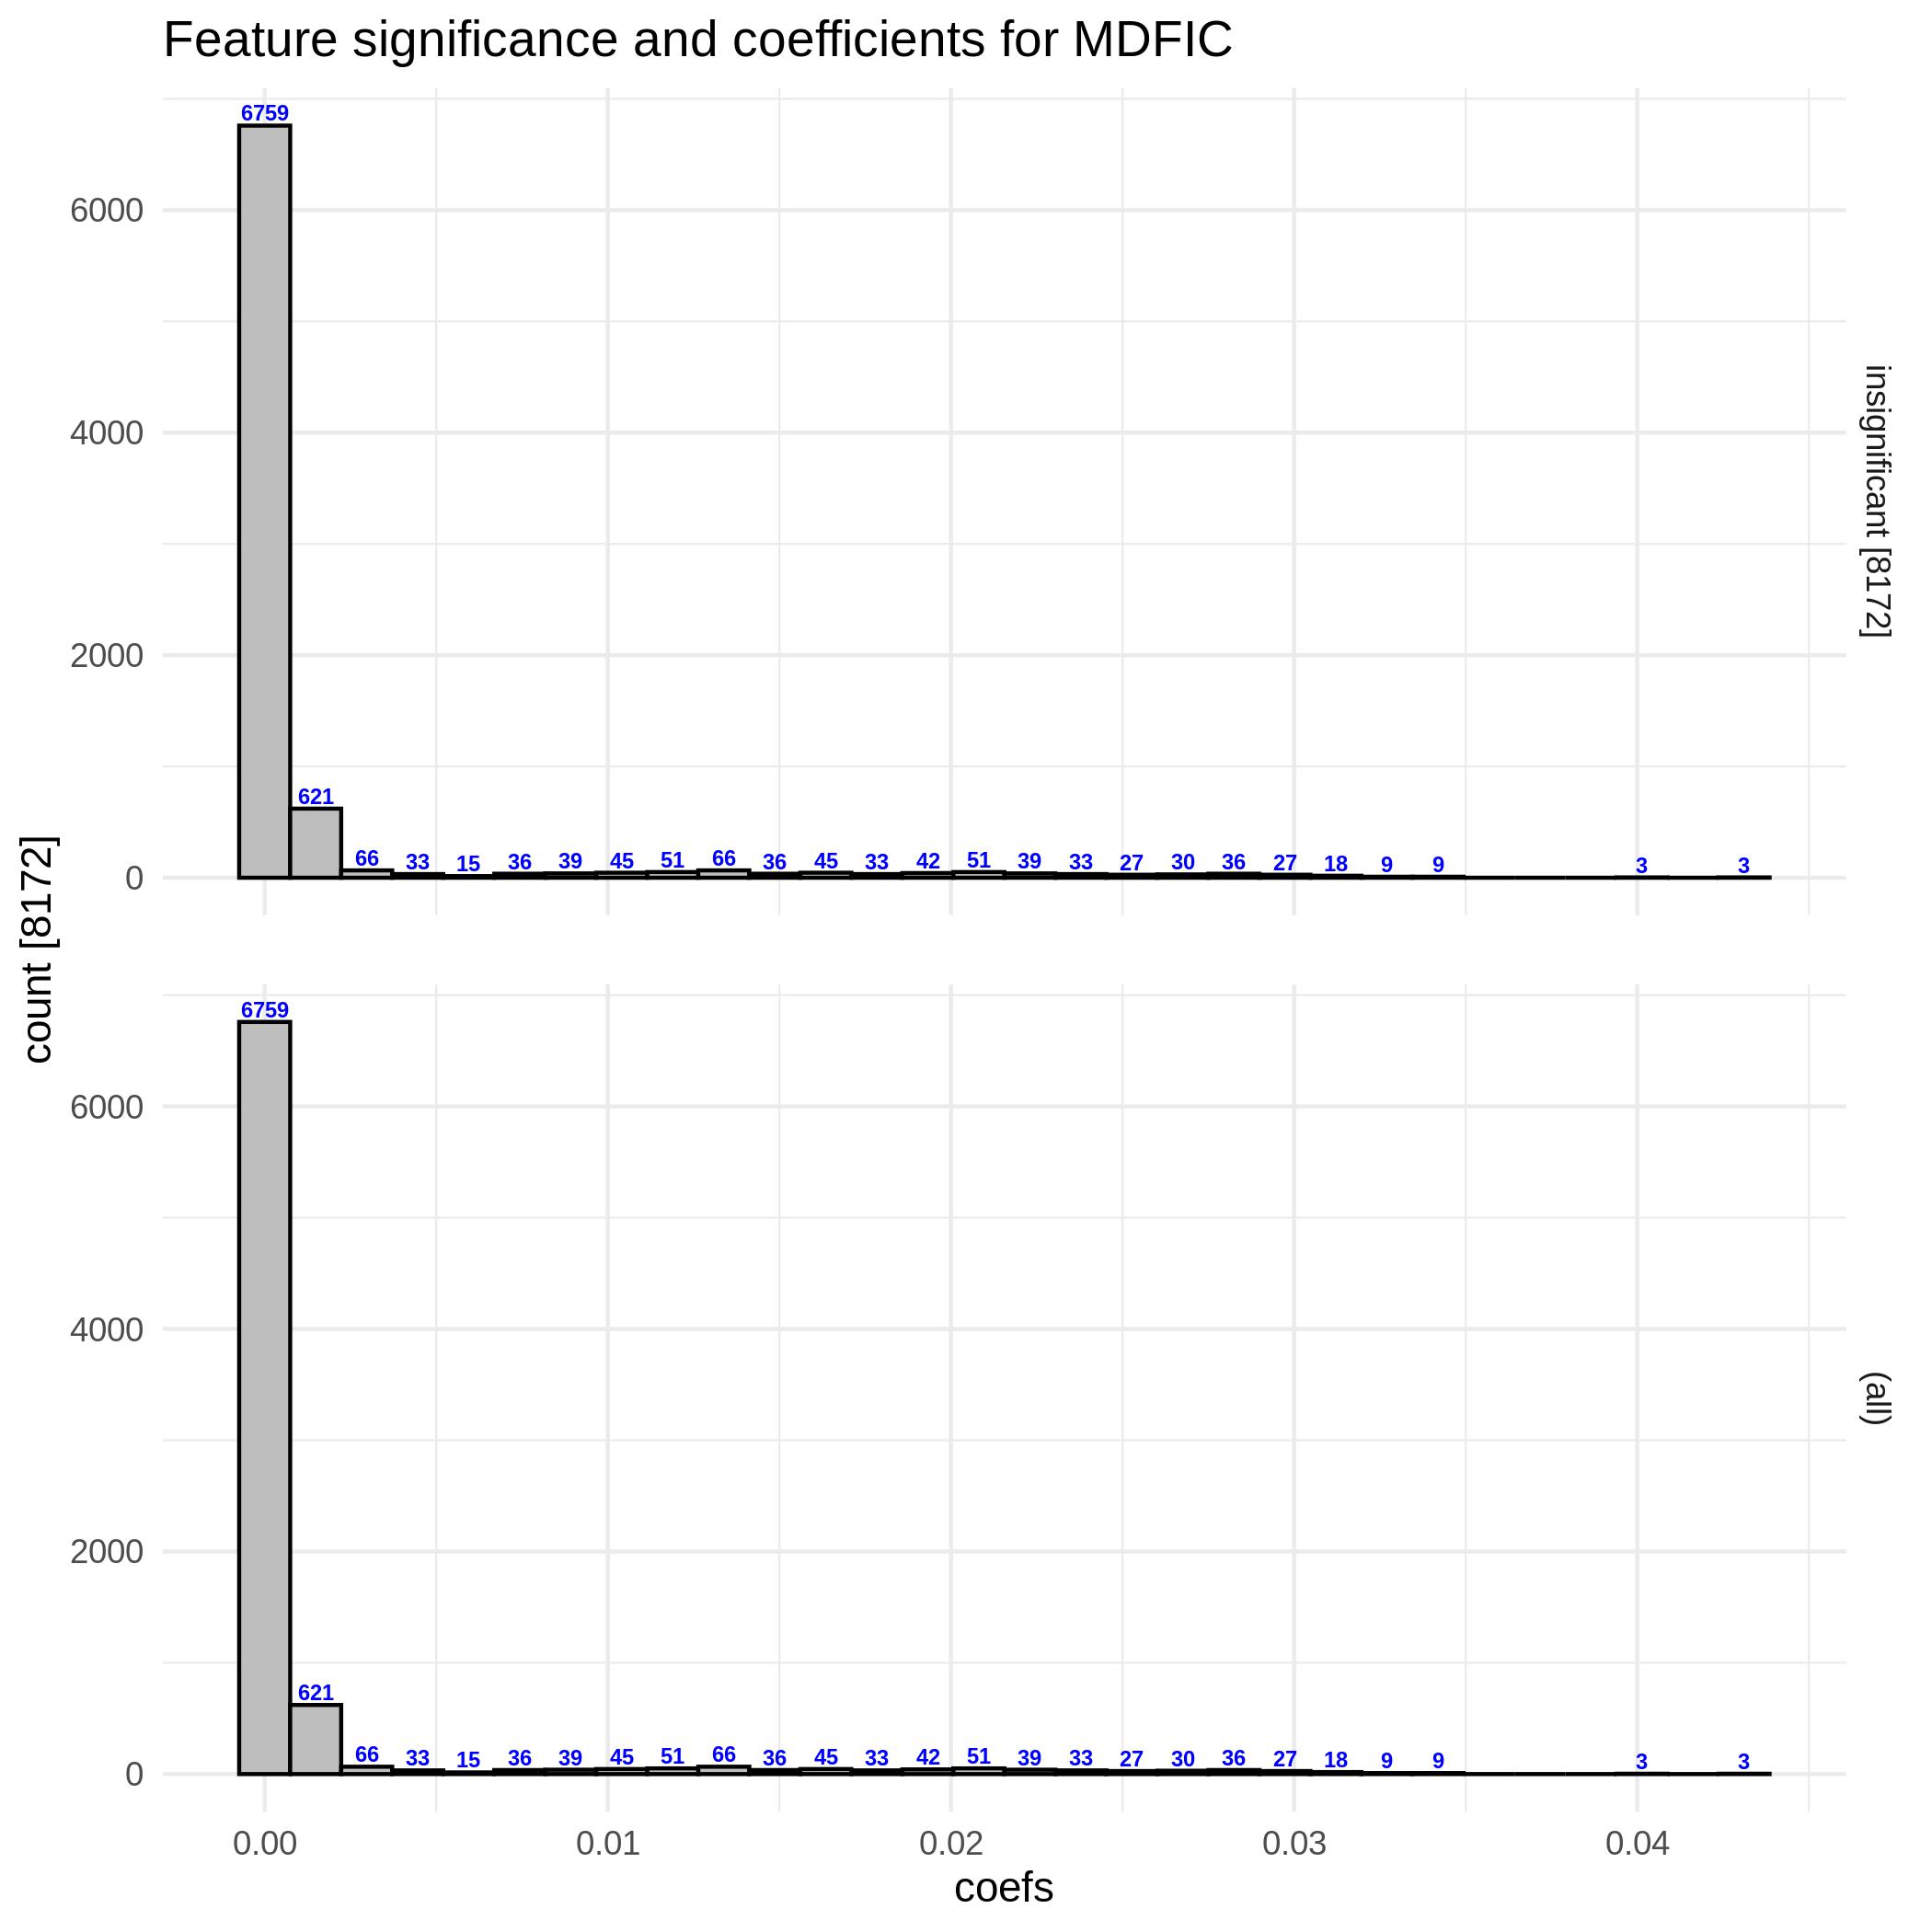 Feature significance and coefficients for MDFIC
count [8172]
6000
4000
2000
0
6759
621
66 33 15 36 39 45 51 66 36 45 33 42 51 39 33 27 30 36 27 18 9 9 3 3
insignificant [8172]
6000
4000
2000
0
6759
621
66 33 15 36 39 45 51 66 36 45 33 42 51 39 33 27 30 36 27 18 9 9 3 3
(all)
0.00 0.01 0.02 0.03 0.04
coefs